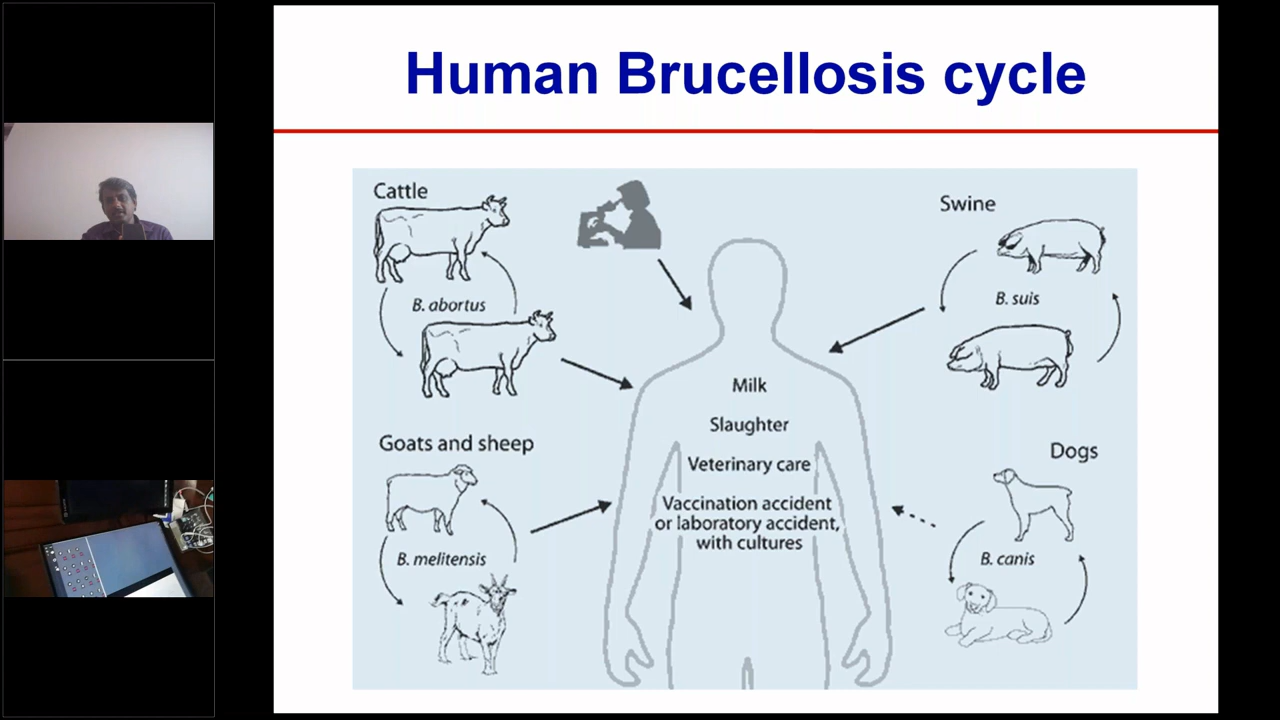 Human Brucellosis cycle
Cattle
B. abortus
Goats and sheep
B. melitensis
Milk
Slaughter
Veterinary care
Vaccination accident
or laboratory accident,
with cultures
Swine
B. suis
Dogs
B. canis